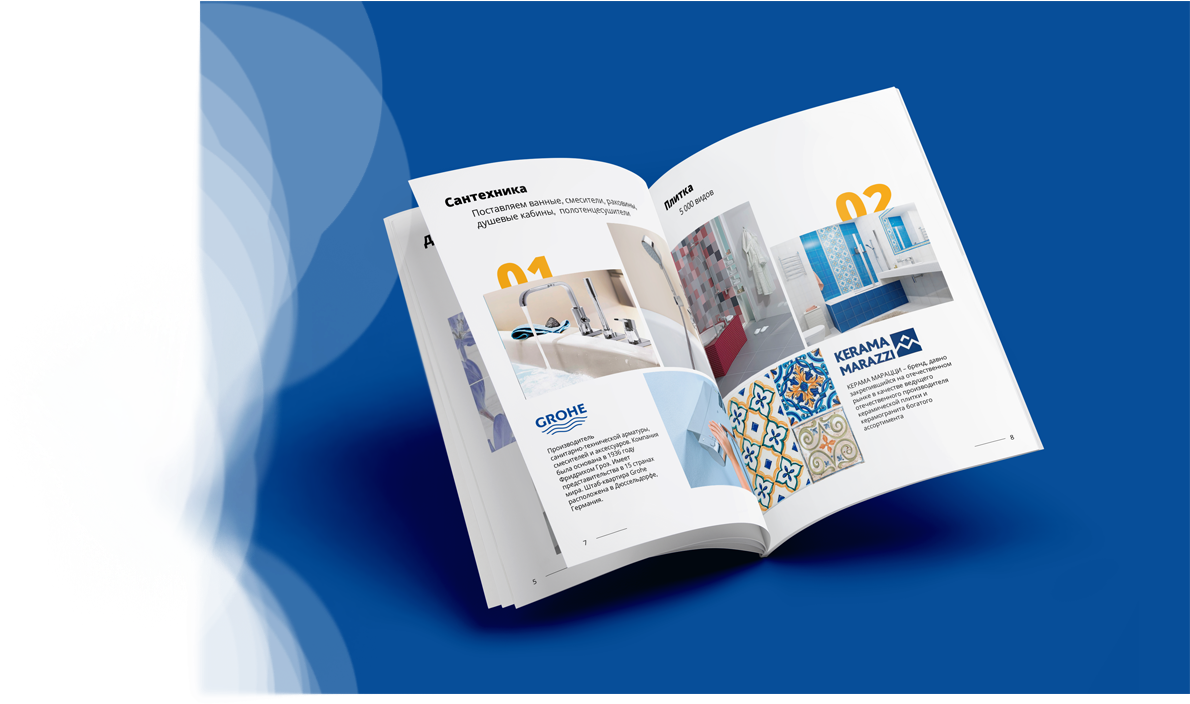 Сантехника
Поставляем ванные, смесители, раковины,
душевые кабины, полотенцесушители
01
GROHE
Производитель
санитарно-технической арматуры,
смесителей и аксессуаров. Компания
была основана в 1936 году
Фридрихом Гроэ. Имеет
представительства в 15 странах
мира. Штаб-квартира Grohe
расположена в Дюссельдорфе,
Германия.
7
5
Плитка
5 000 видов
02
KERAMA
MARAZZI
КЕРАМА МАРАЦЦИ – бренд, давно
закрепившийся на отечественном
рынке в качестве ведущего
отечественного производителя
керамической плитки и
керамогранита богатого
ассортимента
8